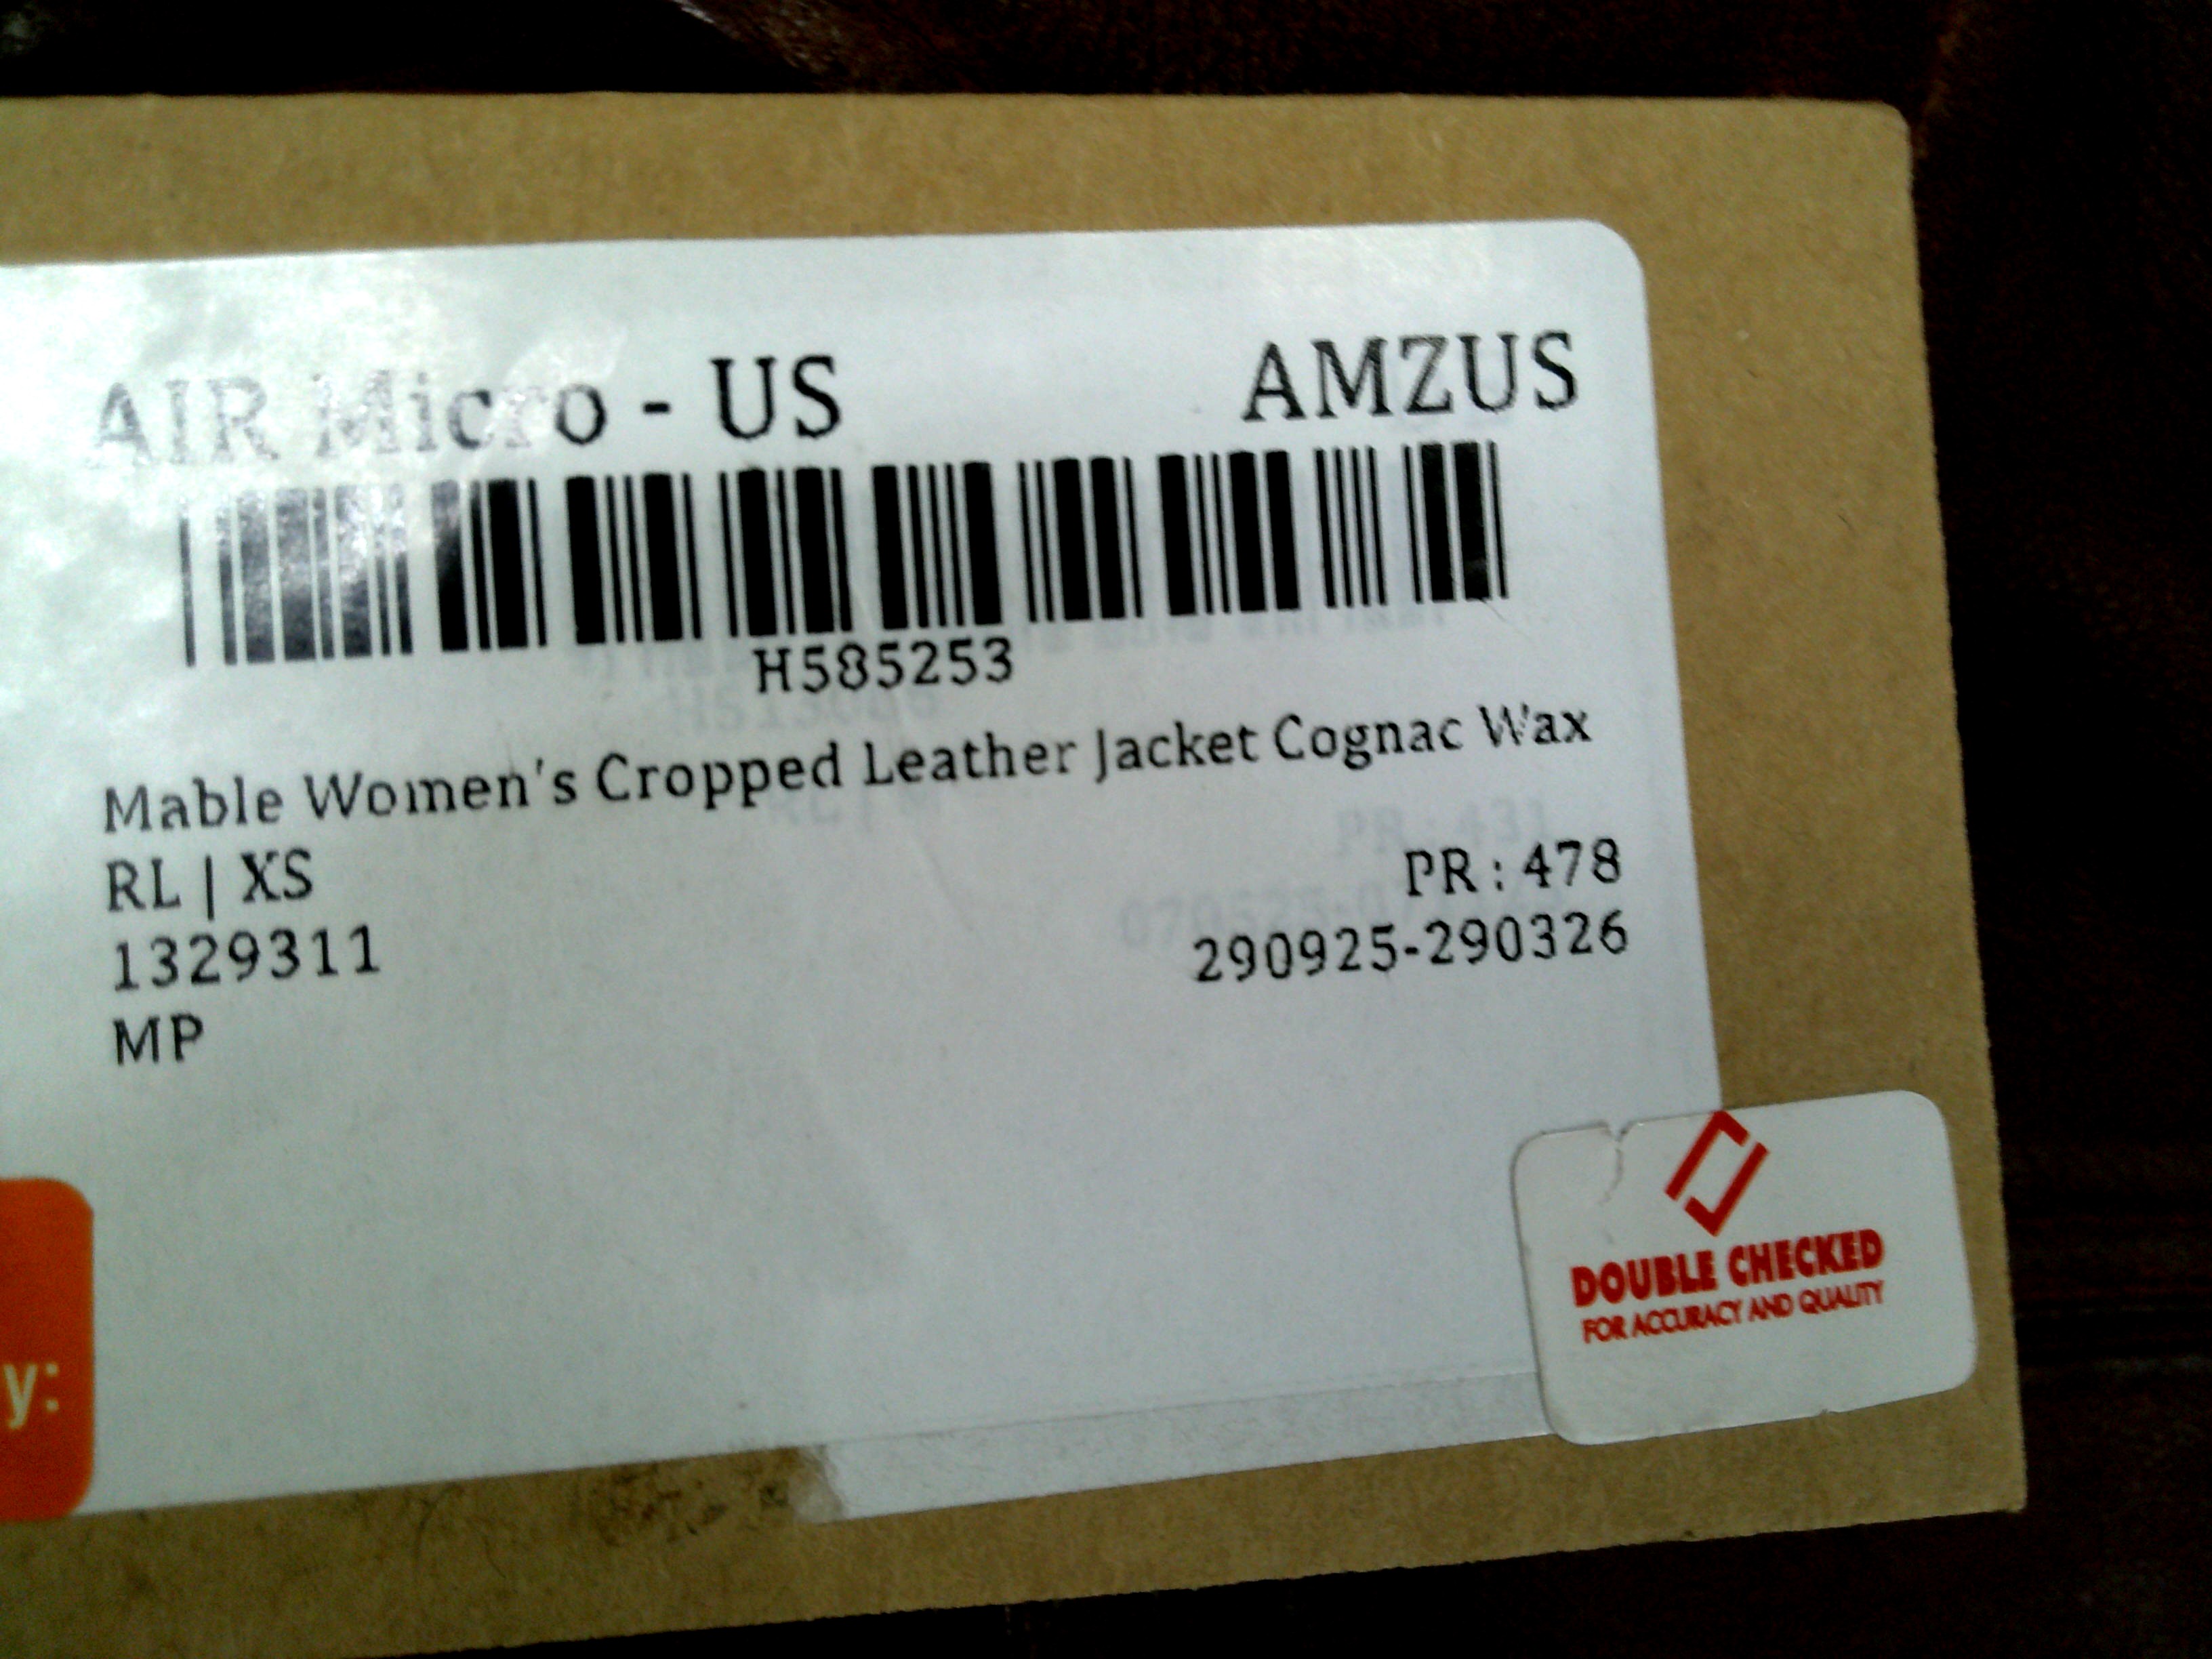 AIR Micro - US AMZUS
H585253
Mable Women's Cropped Leather Jacket Cognac Wax
RL | XS
PR : 478
1329311
290925-290326
MP
y:
DOUBLE CHECKED
FOR ACCURACY AND QUALITY